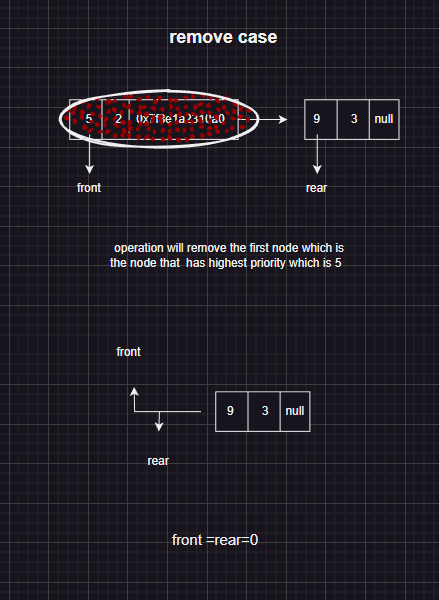 remove case
5 2 0x7f3e1a2310a0 9 3 null
front rear
operation will remove the first node which is
the node that has highest priority which is 5
front
9 3 null
rear
front =rear=0